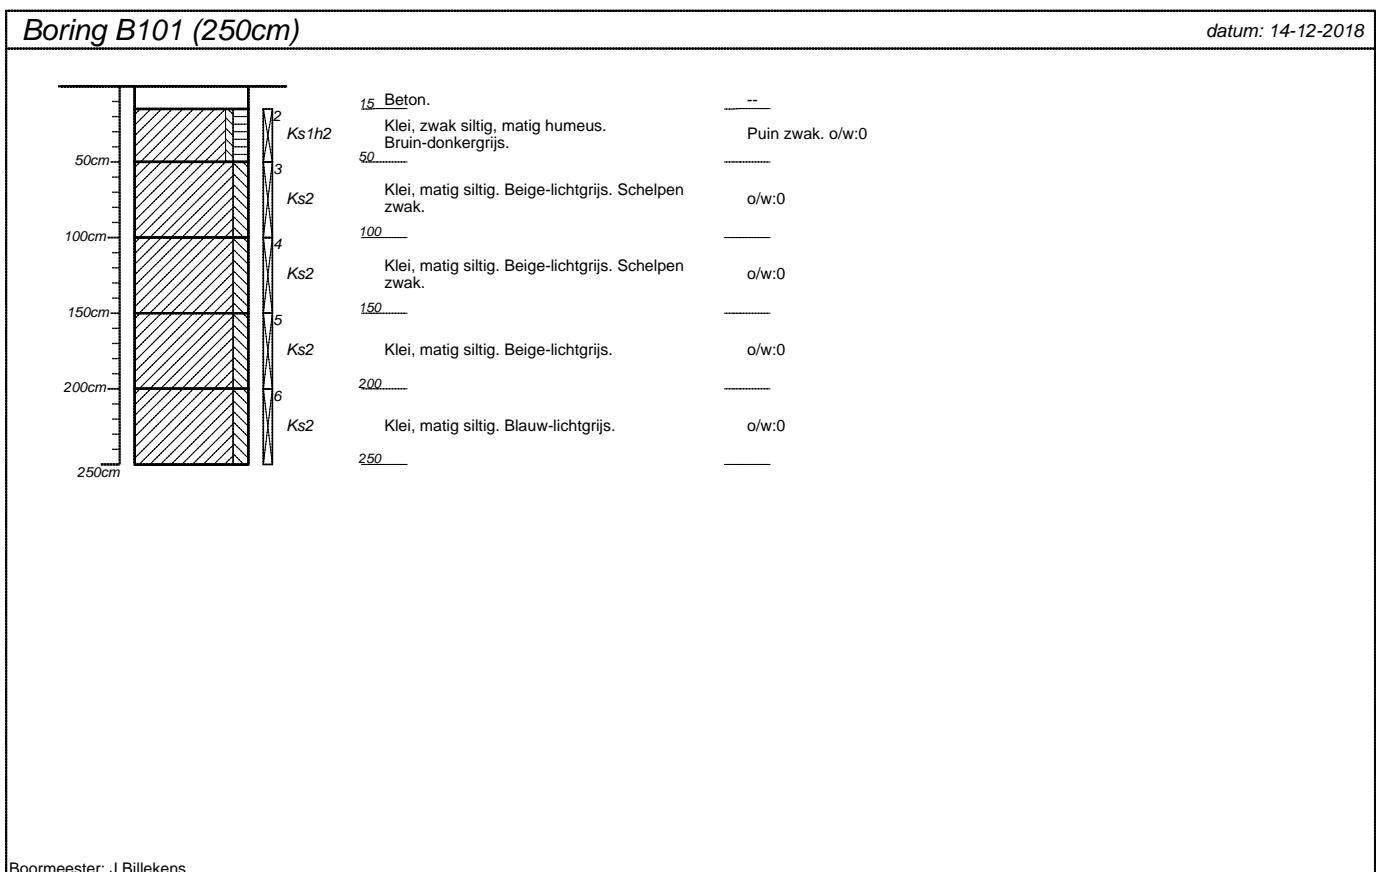 Boring B101 (250cm)
datum: 14-12-2018
15 Beton. --
2
Ks1h2 Klei, zwak siltig, matig humeus. Puin zwak. o/w:0
Bruin-donkergrijs.
50cm 50
3
Ks2 Klei, matig siltig. Beige-lichtgrijs. Schelpen o/w:0
zwak.
100cm 100
4
Ks2 Klei, matig siltig. Beige-lichtgrijs. Schelpen o/w:0
zwak.
150cm 150
5
Ks2 Klei, matig siltig. Beige-lichtgrijs. o/w:0
200cm 200
6
Ks2 Klei, matig siltig. Blauw-lichtgrijs. o/w:0
250cm 250
Boormeester: J Billekens